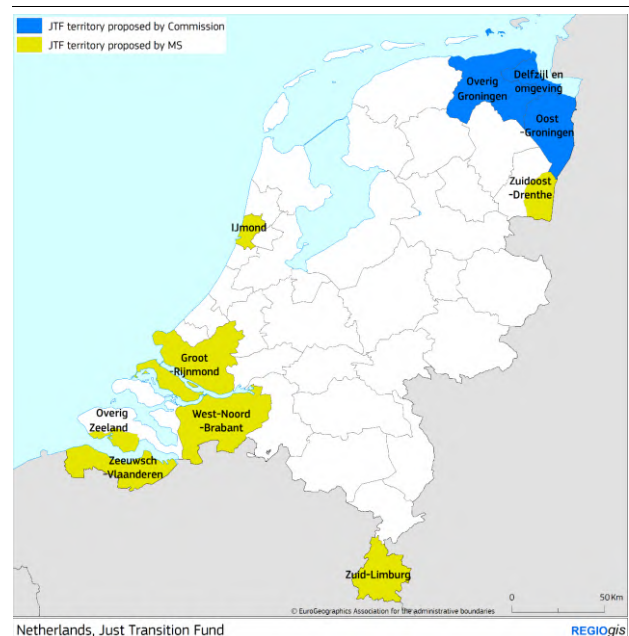 JTF territory proposed by Commission
JTF territory proposed by MS
Overig
Groningen
Delfzijl en
omgeving
Oost
-Groningen
Zuidoost
-Drenthe
IJmond
Groot
-Rijnmond
Overig
Zeeland
West-Noord
-Brabant
Zeeuwsch
-Vlaanderen
Zuid-Limburg
0 50 Km
© EuroGeographics Association for the administrative boundaries
Netherlands, Just Transition Fund
REGIOgis